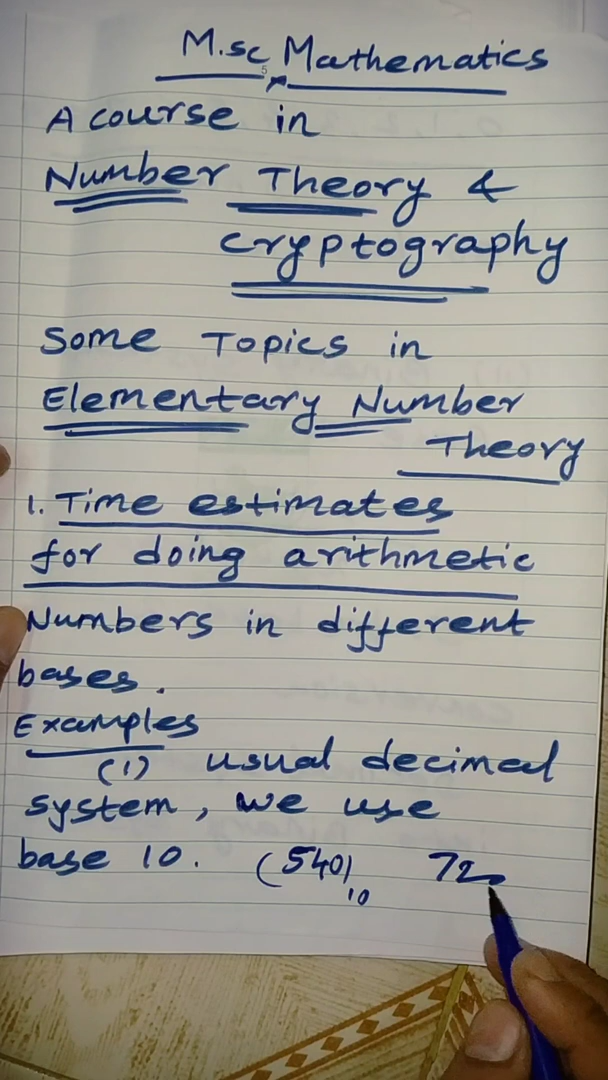 M.sc Mathematics
A course in
Number Theory &
cryptography
Some Topics in
Elementary Number
Theory
1. Time estimates
for doing arithmetic
Numbers in different
bases.
Examples
(1) usual decimal
system, we use
base 10. (540)10 72